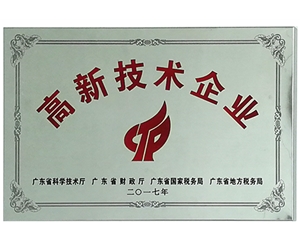 高新技术企业
广东省科学技术厅 广东省财政厅 广东省国家税务局 广东省地方税务局
二〇一七年